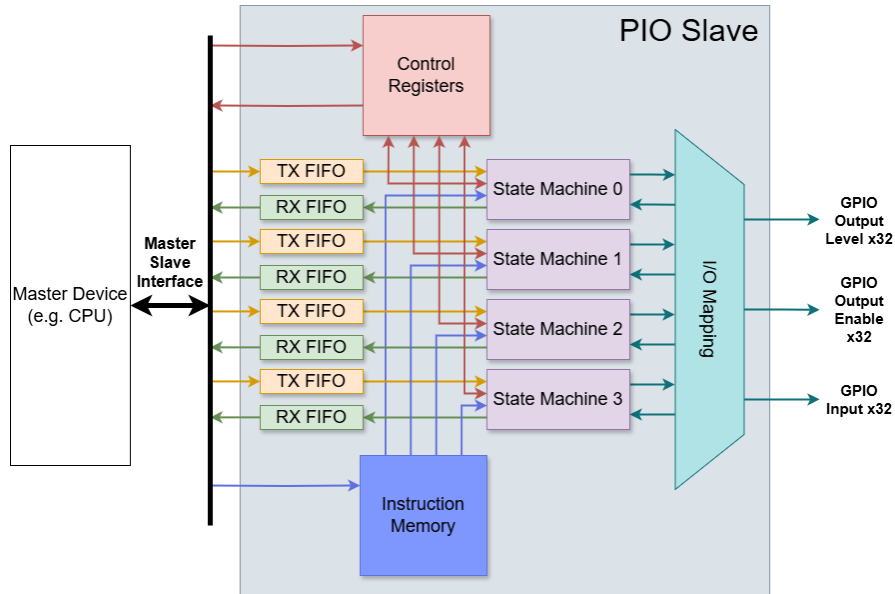 PIO Slave
Control
Registers
TX FIFO
State Machine 0
RX FIFO
GPIO
Output
Level x32
Master
Slave
Interface
TX FIFO
State Machine 1
RX FIFO
Master Device
(e.g. CPU)
I/O Mapping
GPIO
Output
Enable
x32
TX FIFO
State Machine 2
RX FIFO
TX FIFO
State Machine 3
RX FIFO
GPIO
Input x32
Instruction
Memory